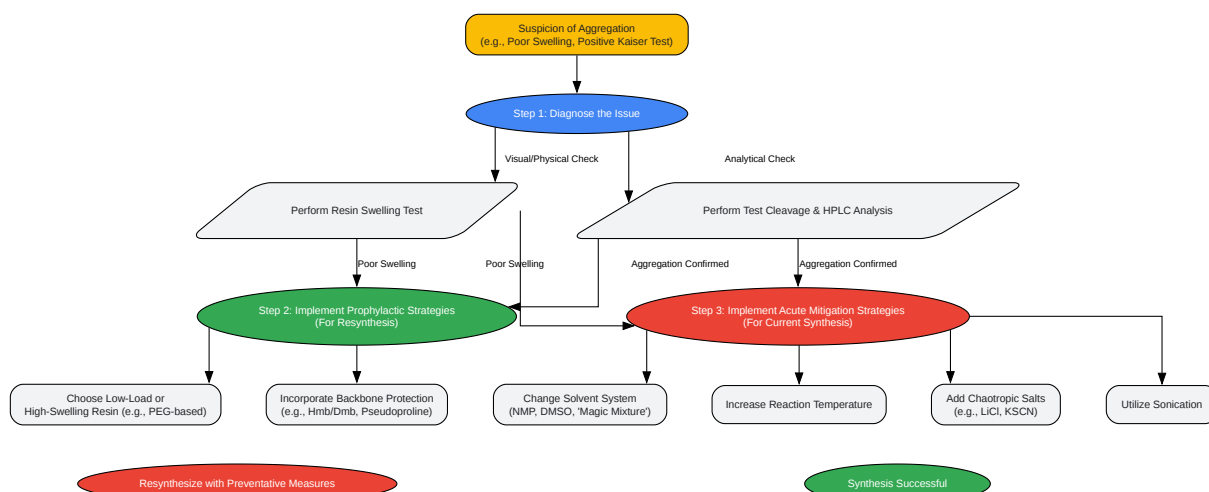 Suspicion of Aggregation
(e.g., Poor Swelling, Positive Kaiser Test)
Step 1: Diagnose the Issue
Visual/Physical Check
Analytical Check
Perform Resin Swelling Test
Perform Test Cleavage & HPLC Analysis
Poor Swelling
Poor Swelling
Aggregation Confirmed
Aggregation Confirmed
Step 2: Implement Prophylactic Strategies
(For Resynthesis)
Step 3: Implement Acute Mitigation Strategies
(For Current Synthesis)
Choose Low-Load or
High-Swelling Resin (e.g., PEG-based)
Incorporate Backbone Protection
(e.g., Hmb/Dmb, Pseudoproline)
Change Solvent System
(NMP, DMSO, 'Magic Mixture')
Increase Reaction Temperature
Add Chaotropic Salts
(e.g., LiCl, KSCN)
Utilize Sonication
Resynthesize with Preventative Measures
Synthesis Successful